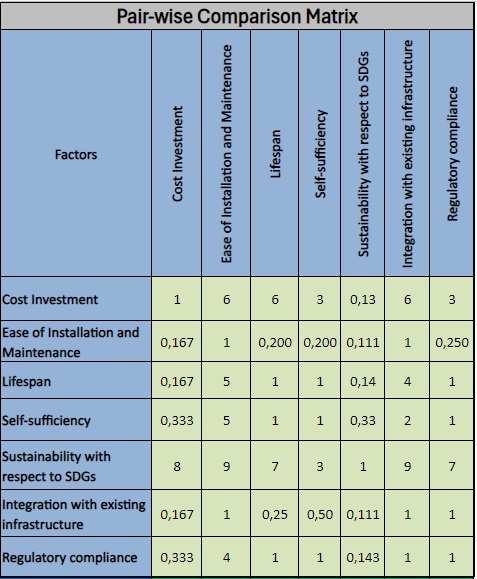 Pair-wise Comparison Matrix
Factors
Cost Investment
Ease of Installation and Maintenance
Lifespan
Self-sufficiency
Sustainability with respect to SDGs
Integration with existing infrastructure
Regulatory compliance
Cost Investment 1 6 6 3 0,13 6 3
Ease of Installation and
Maintenance 0,167 1 0,200 0,200 0,111 1 0,250
Lifespan 0,167 5 1 1 0,14 4 1
Self-sufficiency 0,333 5 1 1 0,33 2 1
Sustainability with
respect to SDGs 8 9 7 3 1 9 7
Integration with existing
infrastructure 0,167 1 0,25 0,50 0,111 1 1
Regulatory compliance 0,333 4 1 1 0,143 1 1